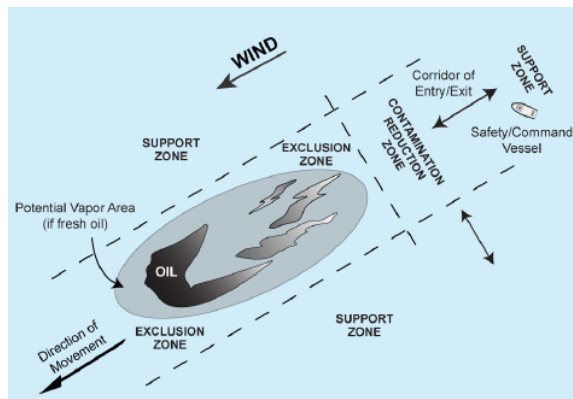 WIND
SUPPORT
ZONE
Corridor of
Entry/Exit
Safety/Command
Vessel
CONTAMINATION
REDUCTION
ZONE
SUPPORT
ZONE
EXCLUSION
ZONE
Potential Vapor Area
(if fresh oil)
OIL
EXCLUSION
ZONE
SUPPORT
ZONE
Direction of
Movement